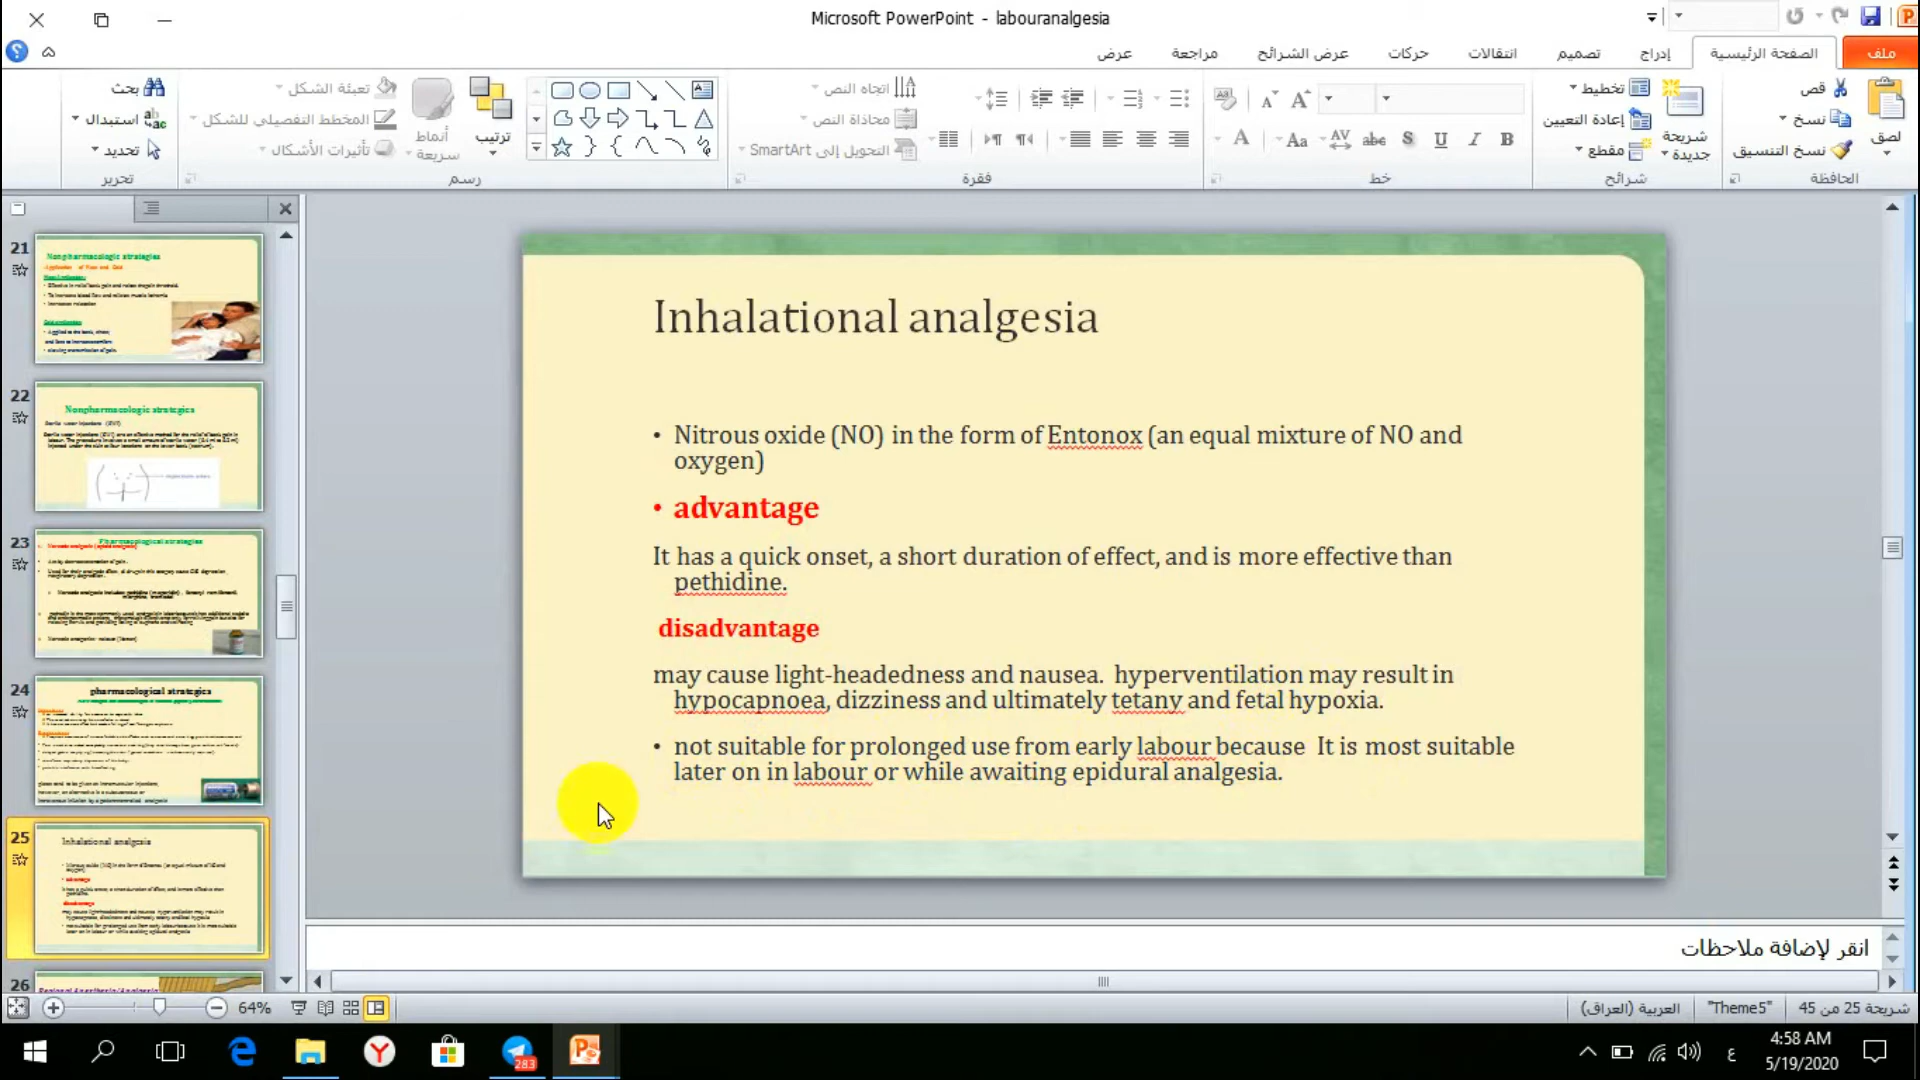 Microsoft PowerPoint - labouranalgesia
ملف
الصفحة الرئيسية
إدراج
تصميم
انتقالات
حركات
عرض الشرائح
مراجعة
عرض
لصق
قص
نسخ
نسخ التنسيق
الحافظة
شريحة جديدة
تخطيط
إعادة التعيين
مقطع
شرائح
خط
اتجاه النص
محاذاة النص
التحويل إلى SmartArt
فقرة
ترتيب
أنماط سريعة
تعبئة الشكل
المخطط التفصيلي للشكل
تأثيرات الأشكال
رسم
بحث
استبدال
تحديد
تحرير
21
Nonpharmacologic strategies
22
Nonpharmacologic strategies
23
Pharmacological strategies
24
pharmacological strategies
25
Inhalational analgesia
26
Inhalational analgesia
• Nitrous oxide (NO) in the form of Entonox (an equal mixture of NO and
oxygen)
• advantage
It has a quick onset, a short duration of effect, and is more effective than
pethidine.
disadvantage
may cause light-headedness and nausea. hyperventilation may result in
hypocapnoea, dizziness and ultimately tetany and fetal hypoxia.
• not suitable for prolonged use from early labour because It is most suitable
later on in labour or while awaiting epidural analgesia.
انقر لإضافة ملاحظات
شريحة 25 من 45
"Theme5"
العربية (العراق)
64%
283
ع
4:58 AM
5/19/2020